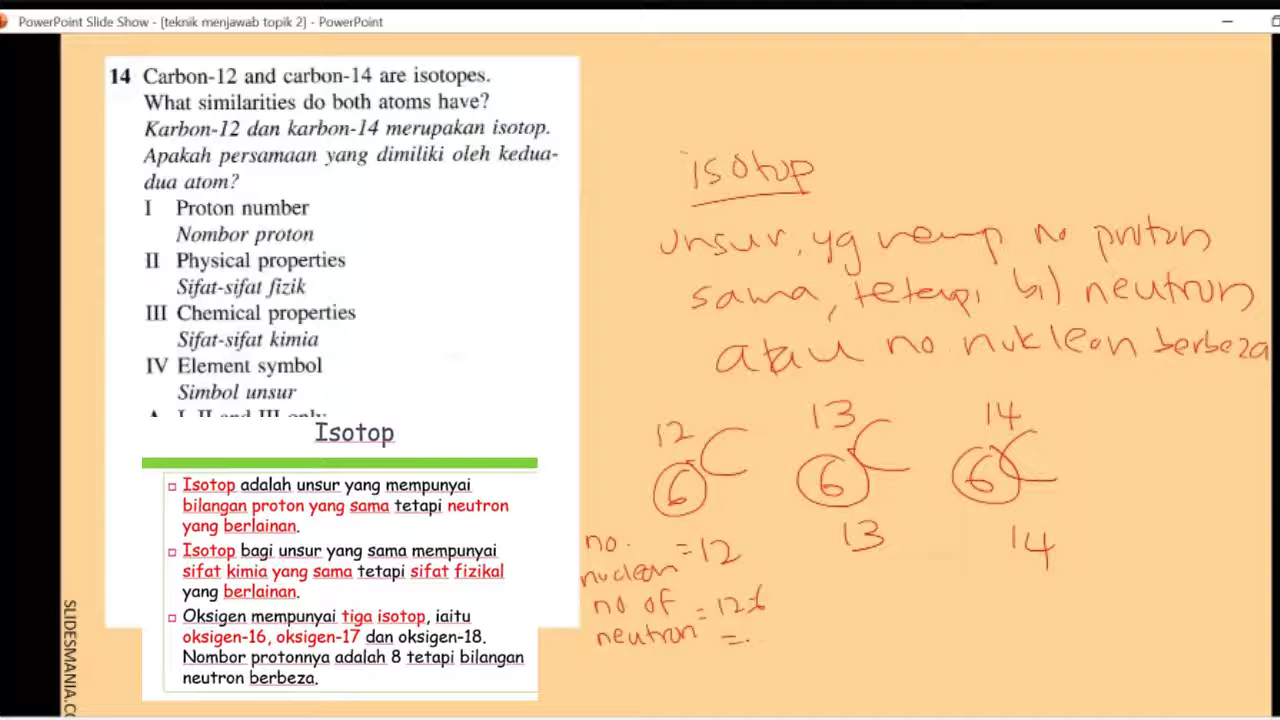 PowerPoint Slide Show - [teknik menjawab topik 2] - PowerPoint
14 Carbon-12 and carbon-14 are isotopes.
What similarities do both atoms have?
Karbon-12 dan karbon-14 merupakan isotop.
Apakah persamaan yang dimiliki oleh kedua-
dua atom?
I Proton number
Nombor proton
II Physical properties
Sifat-sifat fizik
III Chemical properties
Sifat-sifat kimia
IV Element symbol
Simbol unsur
A I, II and III only
Isotop
Isotop adalah unsur yang mempunyai
bilangan proton yang sama tetapi neutron
yang berlainan.
Isotop bagi unsur yang sama mempunyai
sifat kimia yang sama tetapi sifat fizikal
yang berlainan.
Oksigen mempunyai tiga isotop, iaitu
oksigen-16, oksigen-17 dan oksigen-18.
Nombor protonnya adalah 8 tetapi bilangan
neutron berbeza.
isotop
unsur, yg memp no proton
sama, tetapi bil neutron
atau no nukleon berbeza
12 C 13 C 14 C
6 6 6
no.
nucleon = 12 13 14
no of
neutron = 12-6
=
SLIDESMANIA.C